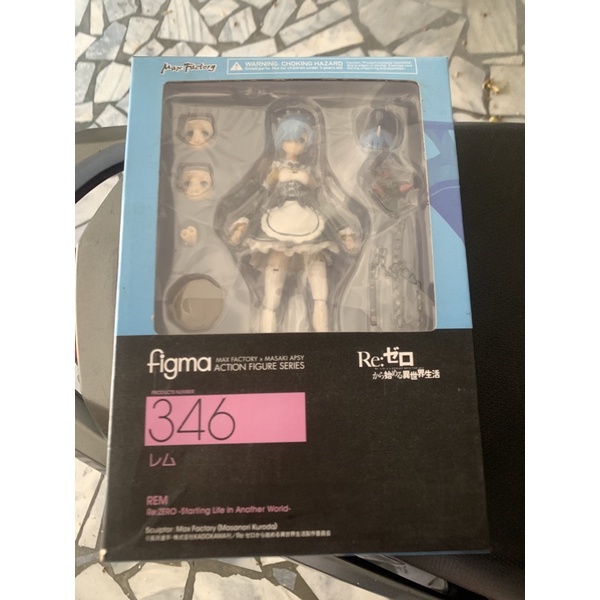 Max Factory
WARNING: CHOKING HAZARD
figma
MAX FACTORY x MASAKI APSY
ACTION FIGURE SERIES
Re:ゼロ
から始める異世界生活
PRODUCTS NUMBER
346
レム
REM
Re:ZERO -Starting Life in Another World-
Sculptor: Max Factory (Masanori Kuroda)